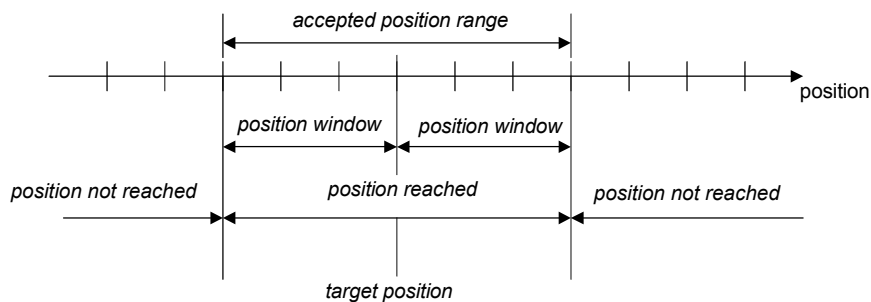 accepted position range
position
position window
position window
position not reached
position reached
position not reached
target position